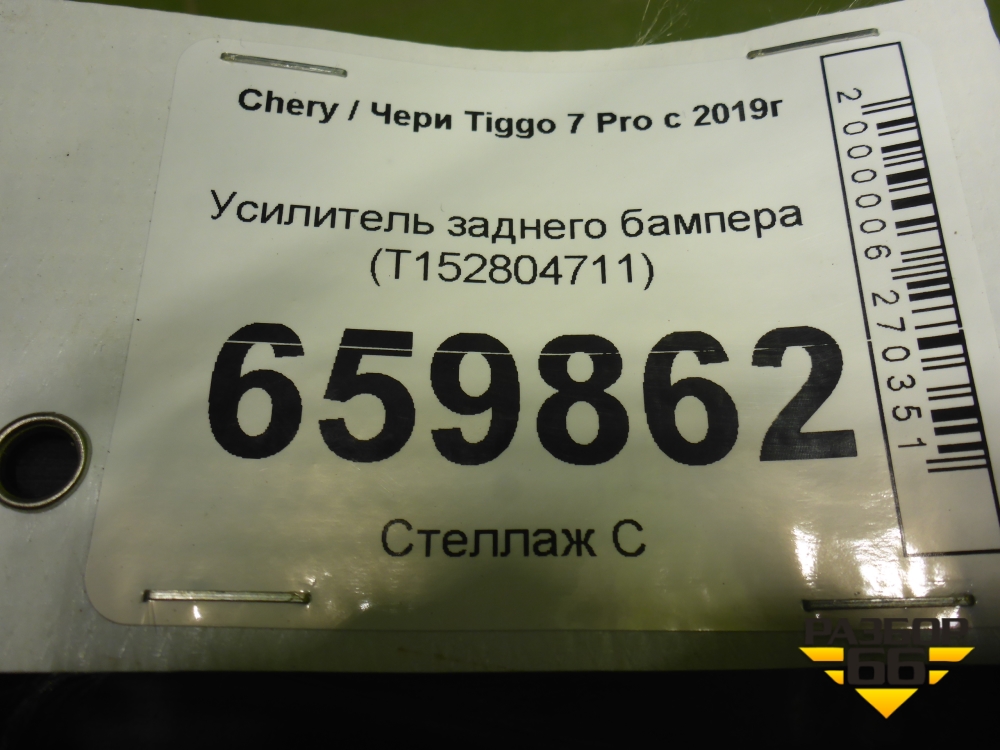 Chery / Чери Tiggo 7 Pro с 2019г
Усилитель заднего бампера
(T152804711)
659862
Стеллаж С
2000006270351
РАЗБОР
66